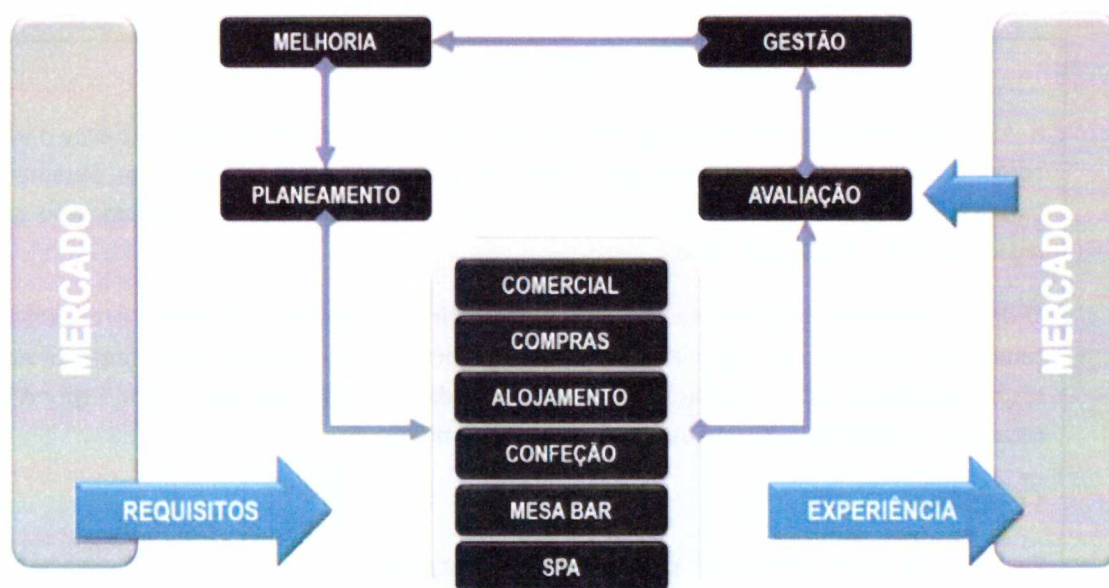 MELHORIA
GESTÃO
PLANEAMENTO
AVALIAÇÃO
MERCADO
MERCADO
COMERCIAL
COMPRAS
ALOJAMENTO
CONFEÇÃO
MESA BAR
SPA
REQUISITOS
EXPERIÊNCIA